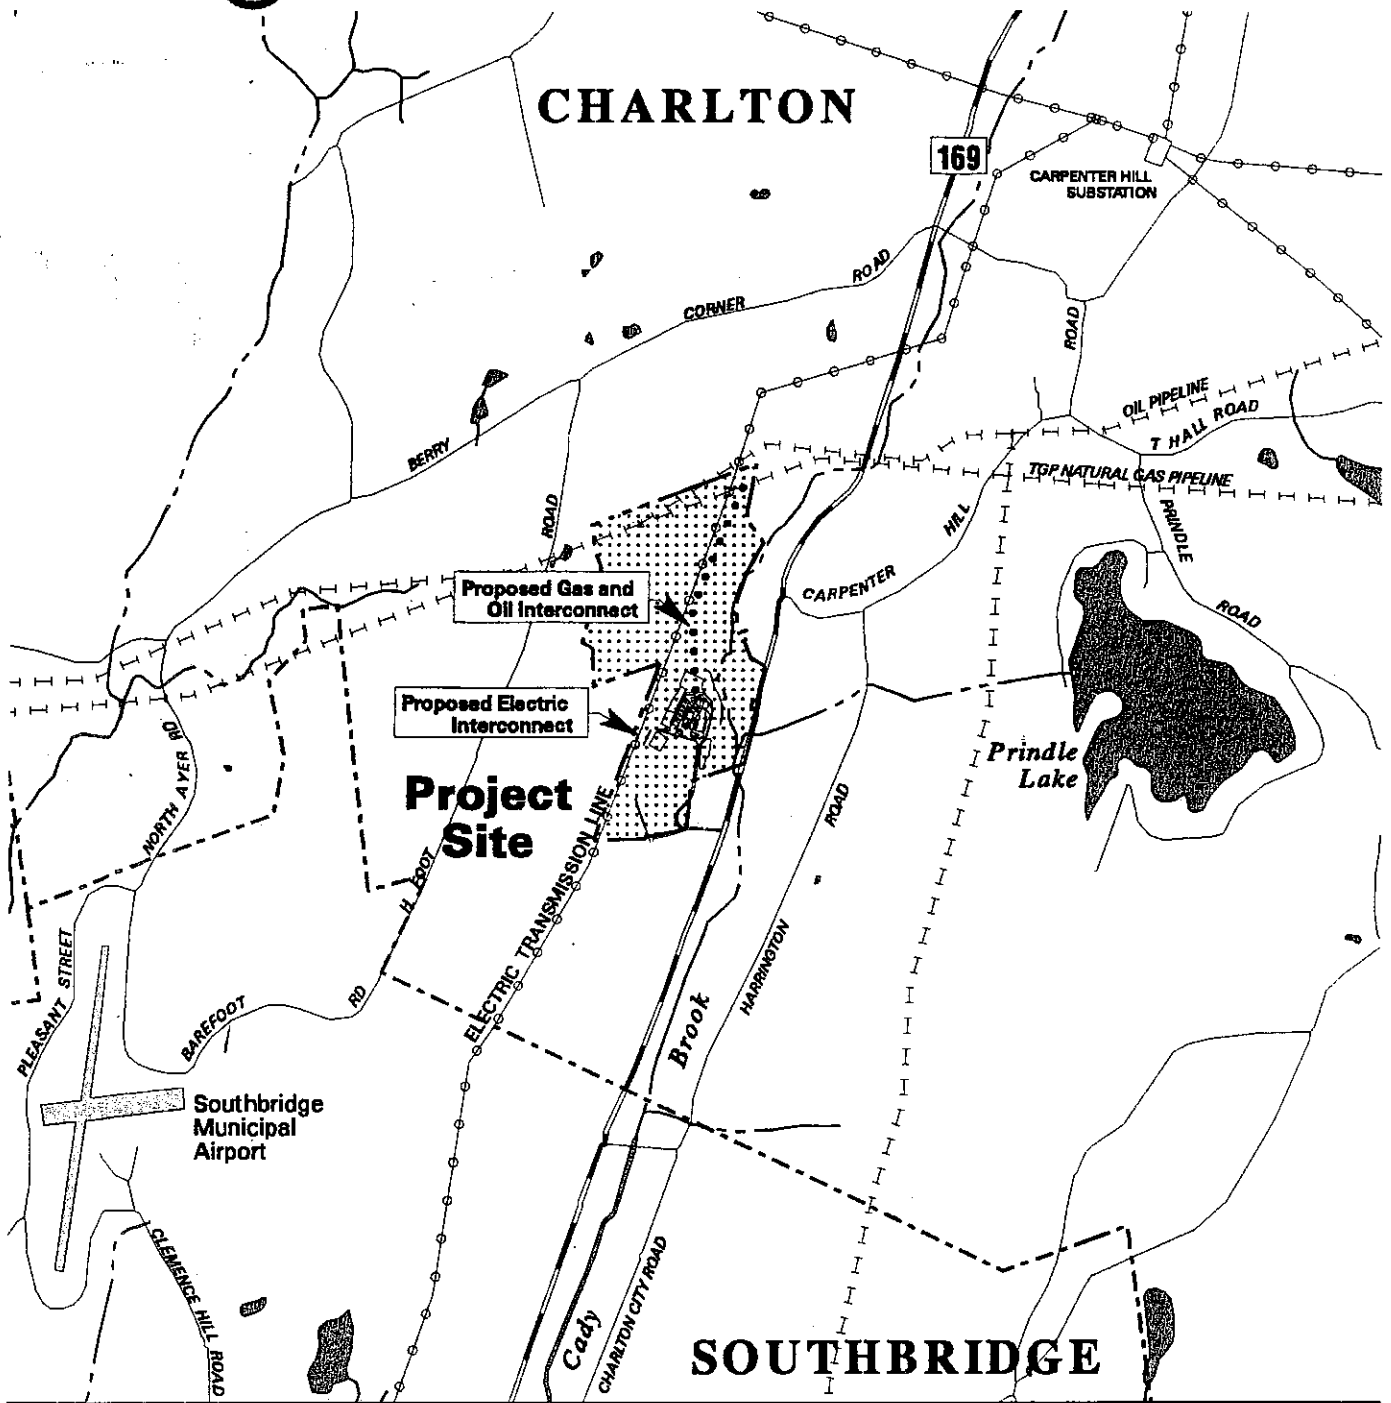 CHARLTON
169
CARPENTER HILL
SUBSTATION
ROAD
CORNER
ROAD
OIL PIPELINE
T HALL ROAD
BERRY
TGP NATURAL GAS PIPELINE
ROAD
HILL
PRINDLE
Proposed Gas and
Oil Interconnect
CARPENTER
ROAD
Proposed Electric
Interconnect
NORTH AYER RD
Prindle
Lake
Project
Site
ROAD
H FOOT
ELECTRIC TRANSMISSION LINE
PLEASANT STREET
HARRINGTON
BAREFOOT
RD
Brook
Southbridge
Municipal
Airport
CLEMENCE HILL ROAD
CHARLTON CITY ROAD
Cady
SOUTHBRIDGE